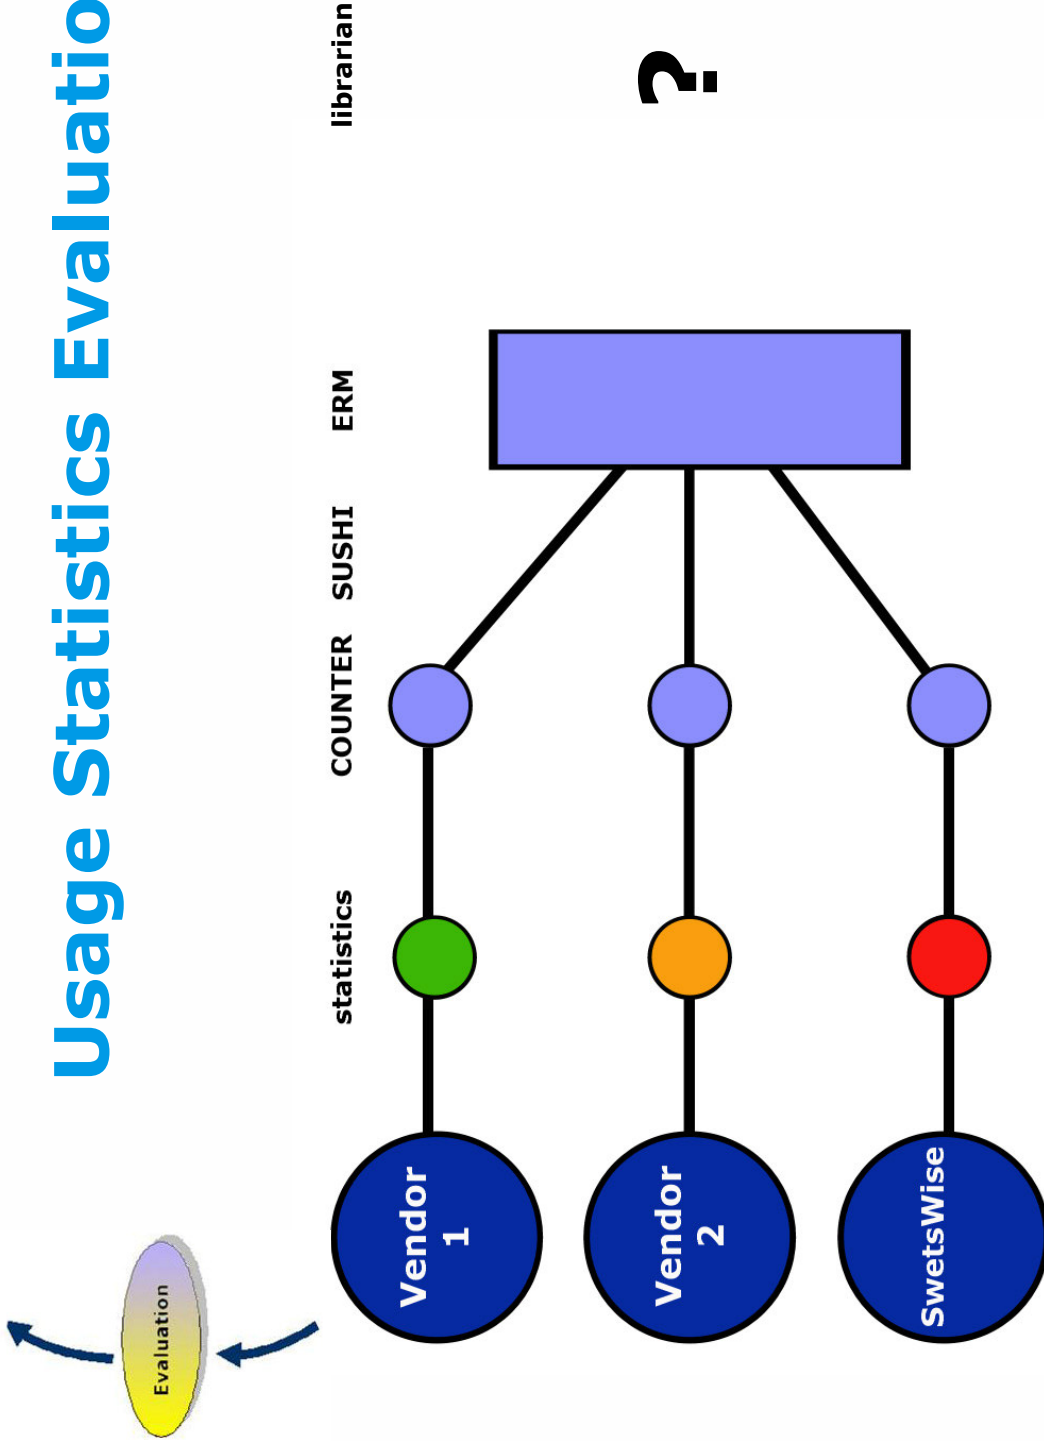 Usage Statistics Evaluatio
Evaluation
statistics
COUNTER
SUSHI
ERM
librarian
Vendor
1
Vendor
2
SwetsWise
?